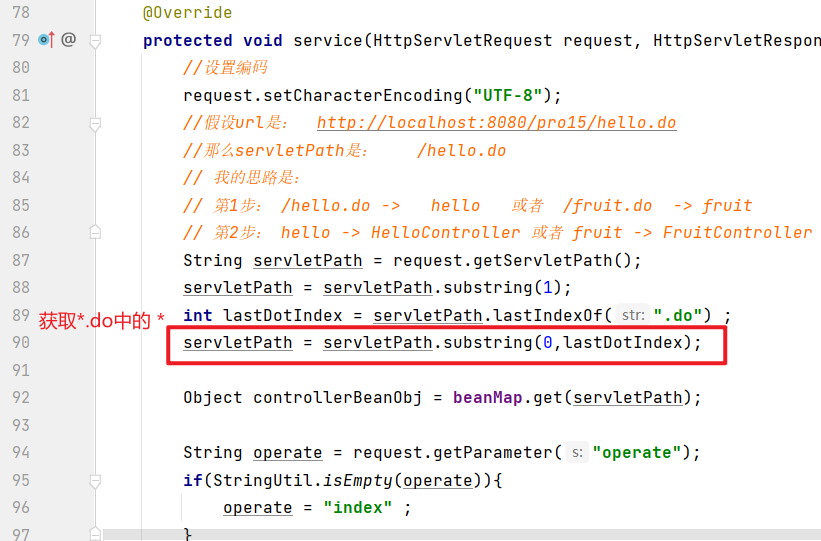 78 @Override
79 @ protected void service(HttpServletRequest request, HttpServletRespon
80 //设置编码
81 request.setCharacterEncoding("UTF-8");
82 //假设url是： http://localhost:8080/pro15/hello.do
83 //那么servletPath是： /hello.do
84 // 我的思路是：
85 // 第1步： /hello.do -> hello 或者 /fruit.do -> fruit
86 // 第2步： hello -> HelloController 或者 fruit -> FruitController
87 String servletPath = request.getServletPath();
88 servletPath = servletPath.substring(1);
89 int lastDotIndex = servletPath.lastIndexOf( str: ".do") ;
获取*.do中的 *
90 servletPath = servletPath.substring(0,lastDotIndex);
91
92 Object controllerBeanObj = beanMap.get(servletPath);
93
94 String operate = request.getParameter( s: "operate");
95 if(StringUtil.isEmpty(operate)){
96 operate = "index" ;
97 }